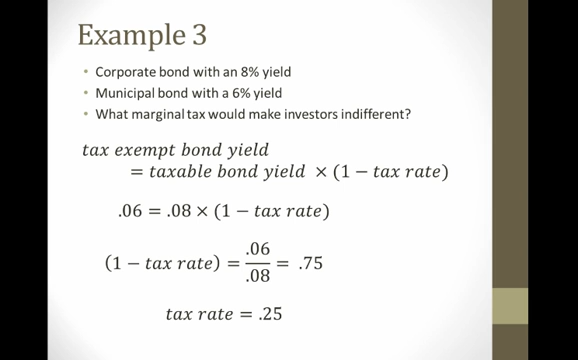 Example 3
• Corporate bond with an 8% yield
• Municipal bond with a 6% yield
• What marginal tax would make investors indifferent?
tax exempt bond yield
= taxable bond yield × (1 − tax rate)
.06 = .08 × (1 − tax rate)
(1 − tax rate) = .06/.08 = .75
tax rate = .25